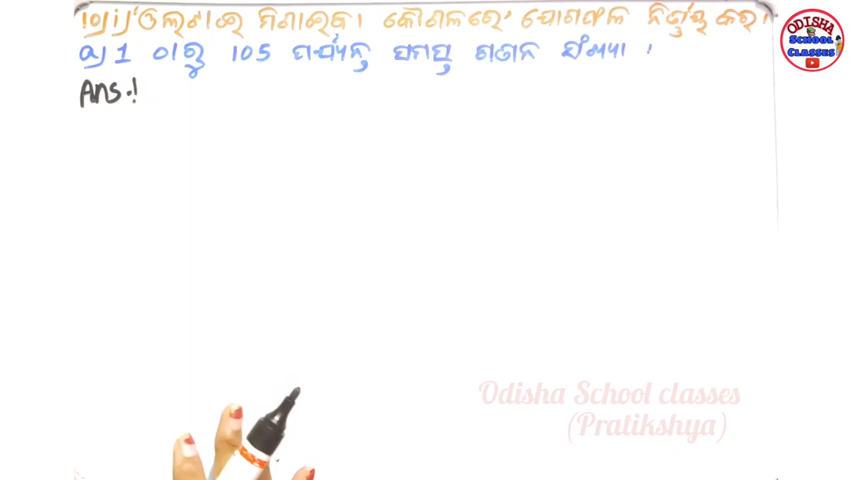 10) i) 'ଓଲଟାଇ ମିଶାଇବା କୌଶଳରେ' ଯୋଗଫଳ ନିର୍ଣ୍ଣୟ କର।
a) 1 ଠାରୁ 105 ପର୍ଯ୍ୟନ୍ତ ସମସ୍ତ ଗଣନ ସଂଖ୍ୟା ।
Ans:!
ODISHA
SCHOOL
CLASSES
Odisha School classes
(Pratikshya)